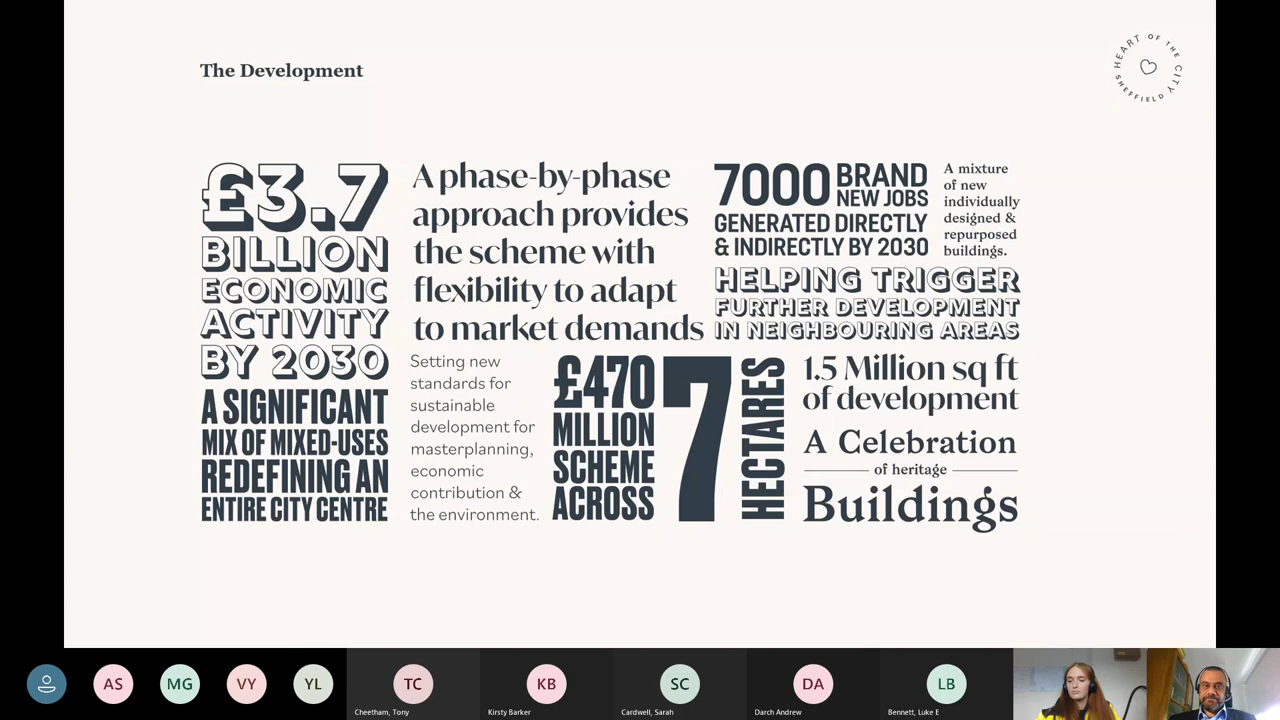 The Development
HEART OF THE CITY
SHEFFIELD
£3.7
BILLION
ECONOMIC
ACTIVITY
BY 2030
A SIGNIFICANT
MIX OF MIXED-USES
REDEFINING AN
ENTIRE CITY CENTRE
A phase-by-phase
approach provides
the scheme with
flexibility to adapt
to market demands
Setting new
standards for
sustainable
development for
masterplanning,
economic
contribution &
the environment.
£470
MILLION
SCHEME
ACROSS
7
HECTARES
7000 BRAND
NEW JOBS
GENERATED DIRECTLY
& INDIRECTLY BY 2030
A mixture
of new
individually
designed &
repurposed
buildings.
HELPING TRIGGER
FURTHER DEVELOPMENT
IN NEIGHBOURING AREAS
1.5 Million sq ft
of development
A Celebration
of heritage
Buildings
AS
MG
VY
YL
TC
Cheetham, Tony
KB
Kirsty Barker
SC
Cardwell, Sarah
DA
Darch Andrew
LB
Bennett, Luke E